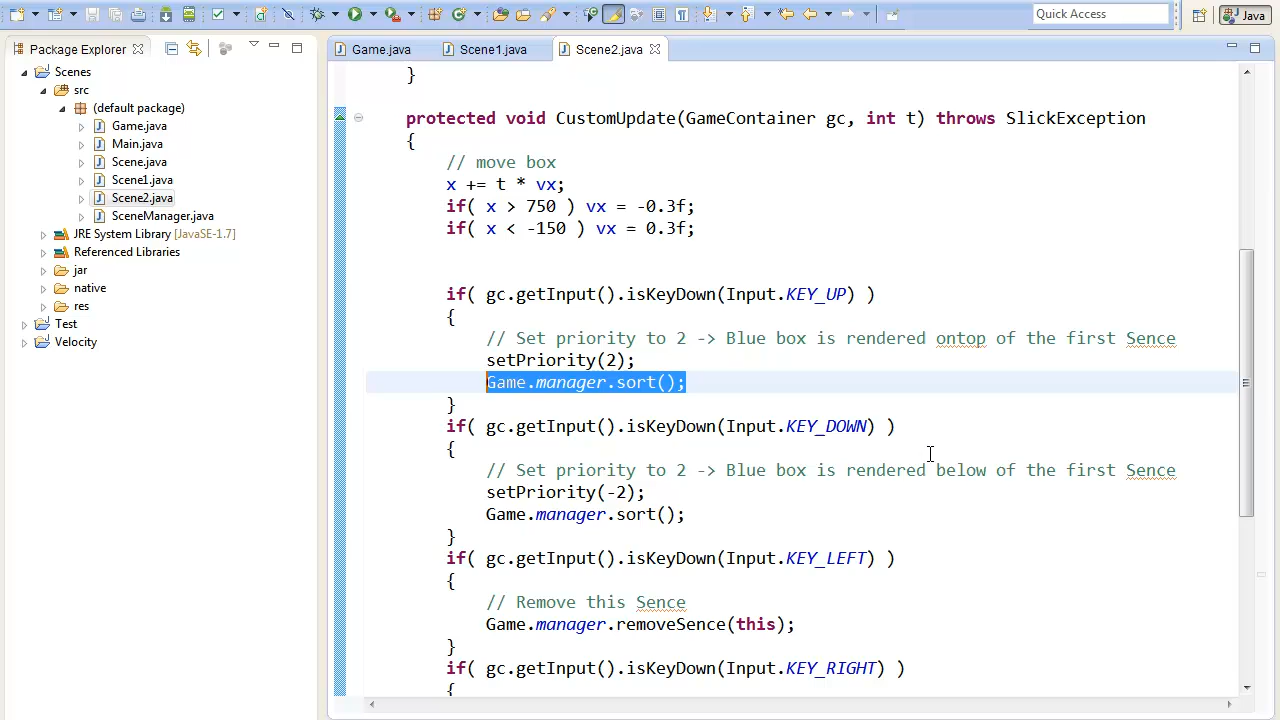 Quick Access
Java
Package Explorer
Game.java
Scene1.java
Scene2.java
Scenes
src
(default package)
Game.java
Main.java
Scene.java
Scene1.java
Scene2.java
SceneManager.java
JRE System Library [JavaSE-1.7]
Referenced Libraries
jar
native
res
Test
Velocity
}
protected void CustomUpdate(GameContainer gc, int t) throws SlickException
{
// move box
x += t * vx;
if( x > 750 ) vx = -0.3f;
if( x < -150 ) vx = 0.3f;
if( gc.getInput().isKeyDown(Input.KEY_UP) )
{
// Set priority to 2 -> Blue box is rendered ontop of the first Sence
setPriority(2);
Game.manager.sort();
}
if( gc.getInput().isKeyDown(Input.KEY_DOWN) )
{
// Set priority to 2 -> Blue box is rendered below of the first Sence
setPriority(-2);
Game.manager.sort();
}
if( gc.getInput().isKeyDown(Input.KEY_LEFT) )
{
// Remove this Sence
Game.manager.removeSence(this);
}
if( gc.getInput().isKeyDown(Input.KEY_RIGHT) )
{